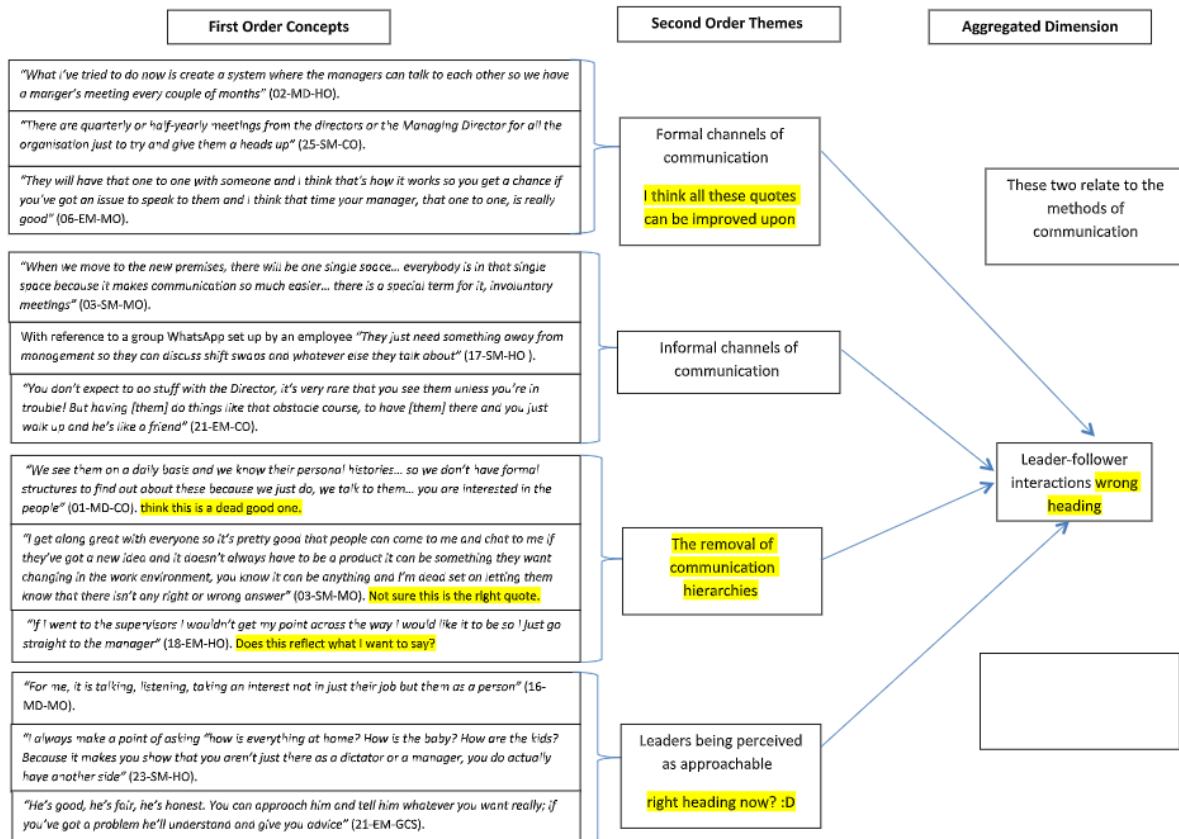 First Order Concepts
Second Order Themes
Aggregated Dimension
"What I've tried to do now is create a system where the managers can talk to each other so we have
a manger's meeting every couple of months" (02-MD-HO).
"There are quarterly or half-yearly meetings from the directors or the Managing Director for all the
organisation just to try and give them a heads up" (25-SM-CO).
"They will have that one to one with someone and I think that's how it works so you get a chance if
you've got an issue to speak to them and I think that time your manager, that one to one, is really
good" (06-EM-MO).
Formal channels of
communication
I think all these quotes
can be improved upon
These two relate to the
methods of
communication
"When we move to the new premises, there will be one single space... everybody is in that single
space because it makes communication so much easier... there is a special term for it, involuntary
meetings" (03-SM-MO).
With reference to a group WhatsApp set up by an employee "They just need something away from
management so they can discuss shift swaps and whatever else they talk about" (17-SM-HO ).
"You don't expect to do stuff with the Director, it's very rare that you see them unless you're in
trouble! But having [them] do things like that obstacle course, to have [them] there and you just
walk up and he's like a friend" (21-EM-CO).
Informal channels of
communication
"We see them on a daily basis and we know their personal histories... so we don't have formal
structures to find out about these because we just do, we talk to them... you are interested in the
people" (01-MD-CO). think this is a dead good one.
"I get along great with everyone so it's pretty good that people can come to me and chat to me if
they've got a new idea and it doesn't always have to be a product it can be something they want
changing in the work environment, you know it can be anything and I'm dead set on letting them
know that there isn't any right or wrong answer" (03-SM-MO). Not sure this is the right quote.
"If I went to the supervisors I wouldn't get my point across the way I would like it to be so I just go
straight to the manager" (18-EM-HO). Does this reflect what I want to say?
The removal of
communication
hierarchies
Leader-follower
interactions wrong
heading
"For me, it is talking, listening, taking an interest not in just their job but them as a person" (16-
MD-MO).
"I always make a point of asking "how is everything at home? How is the baby? How are the kids?
Because it makes you show that you aren't just there as a dictator or a manager, you do actually
have another side" (23-SM-HO).
"He's good, he's fair, he's honest. You can approach him and tell him whatever you want really; if
you've got a problem he'll understand and give you advice" (21-EM-GCS).
Leaders being perceived
as approachable
right heading now? :D